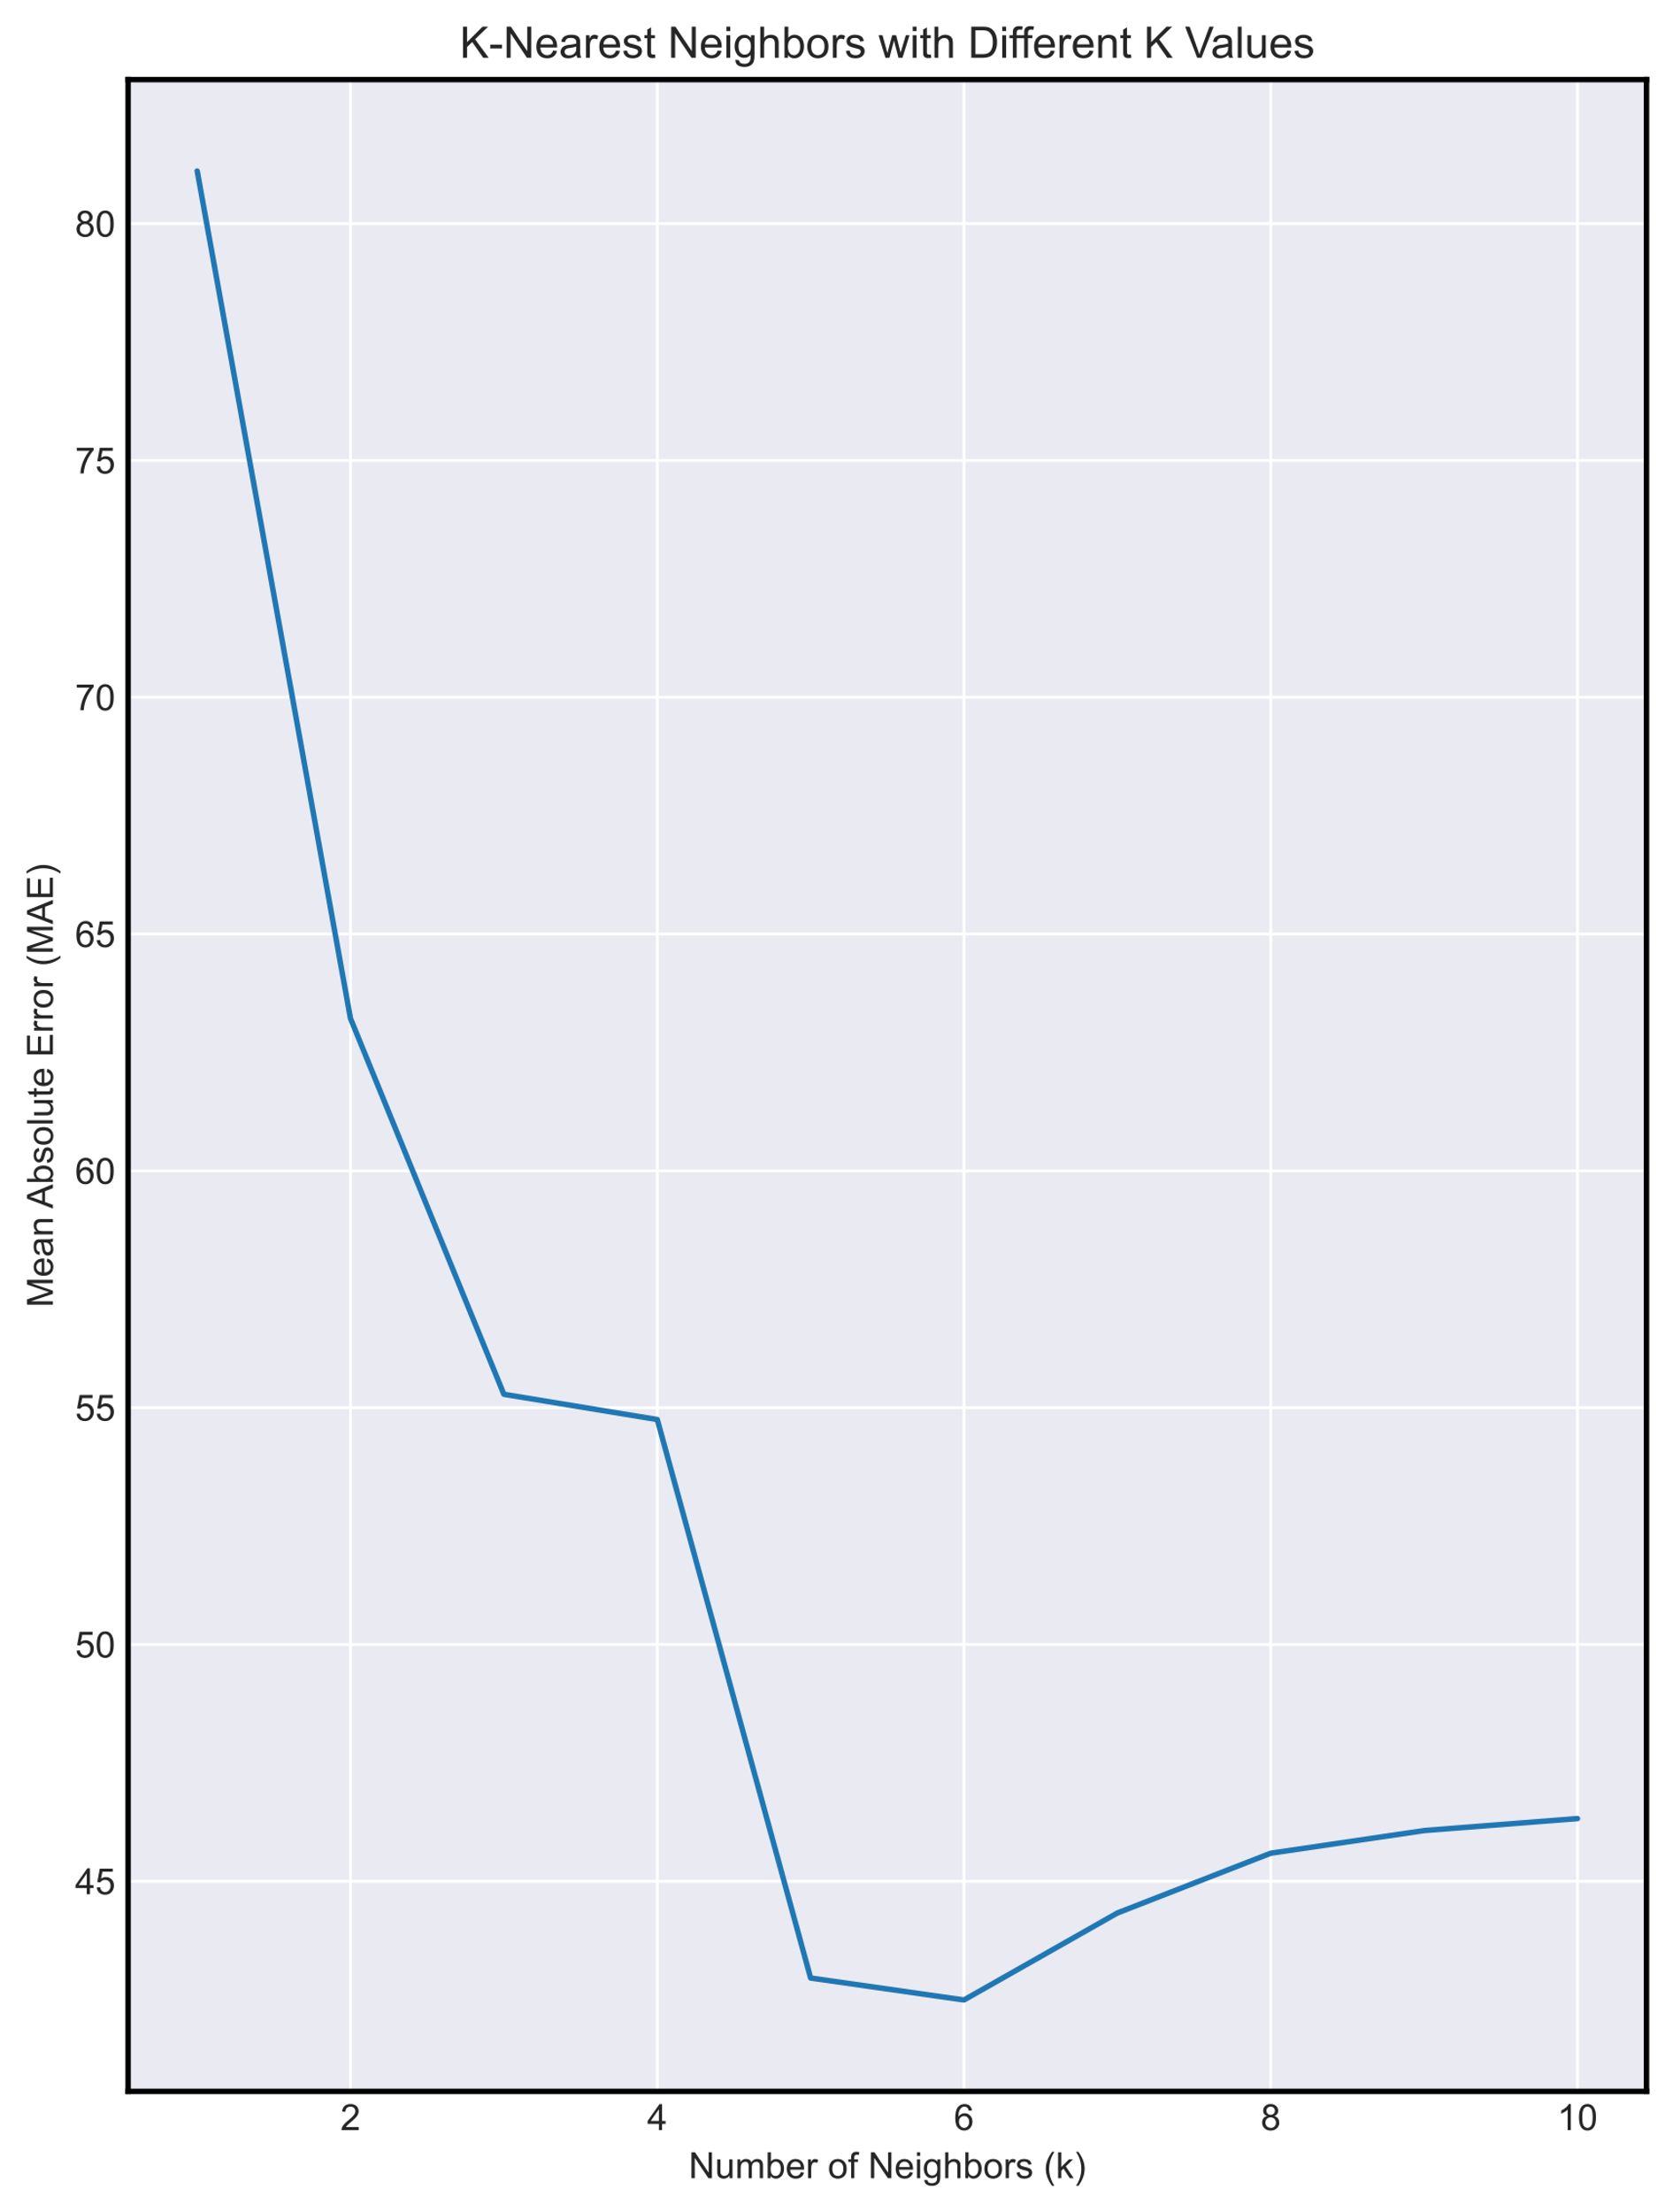 K-Nearest Neighbors with Different K Values
Mean Absolute Error (MAE)
80
75
70
65
60
55
50
45
2 4 6 8 10
Number of Neighbors (k)